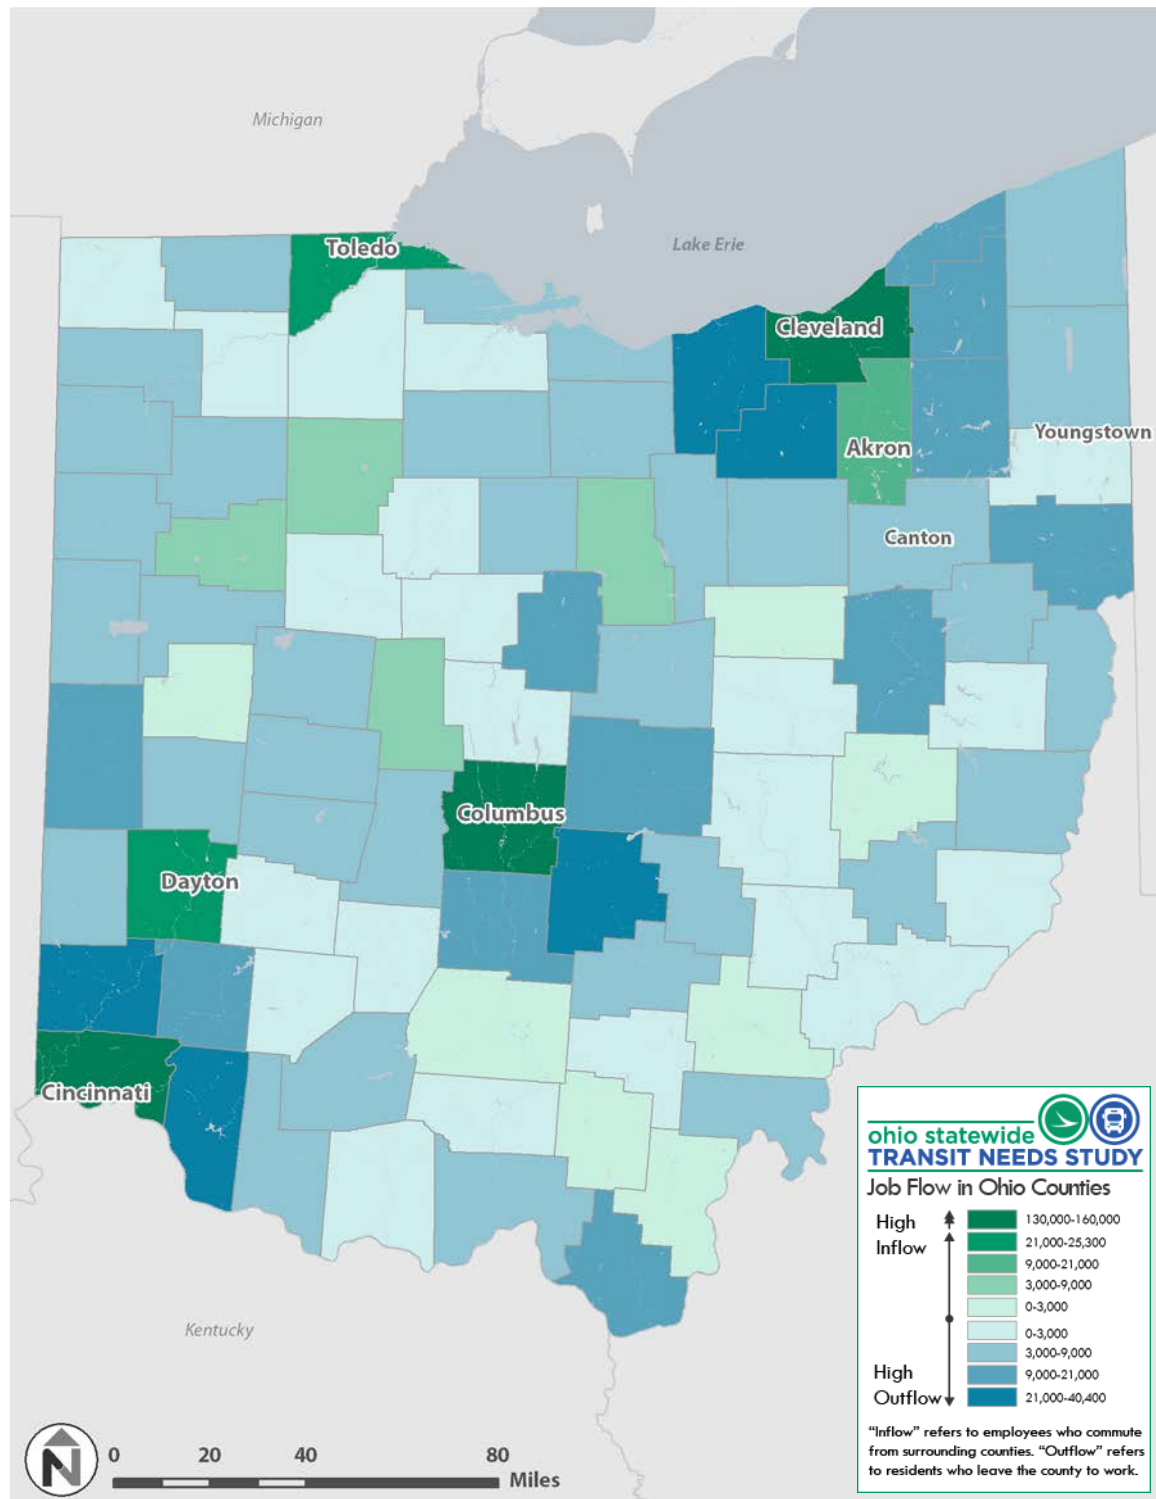 Michigan
Toledo
Lake Erie
Cleveland
Youngstown
Akron
Canton
Columbus
Dayton
Cincinnati
Kentucky
ohio statewide
TRANSIT NEEDS STUDY
Job Flow in Ohio Counties
High
Inflow
130,000-160,000
21,000-25,300
9,000-21,000
3,000-9,000
0-3,000
0-3,000
3,000-9,000
9,000-21,000
21,000-40,400
High
Outflow
"Inflow" refers to employees who commute
from surrounding counties. "Outflow" refers
to residents who leave the county to work.
N
0 20 40 80
Miles